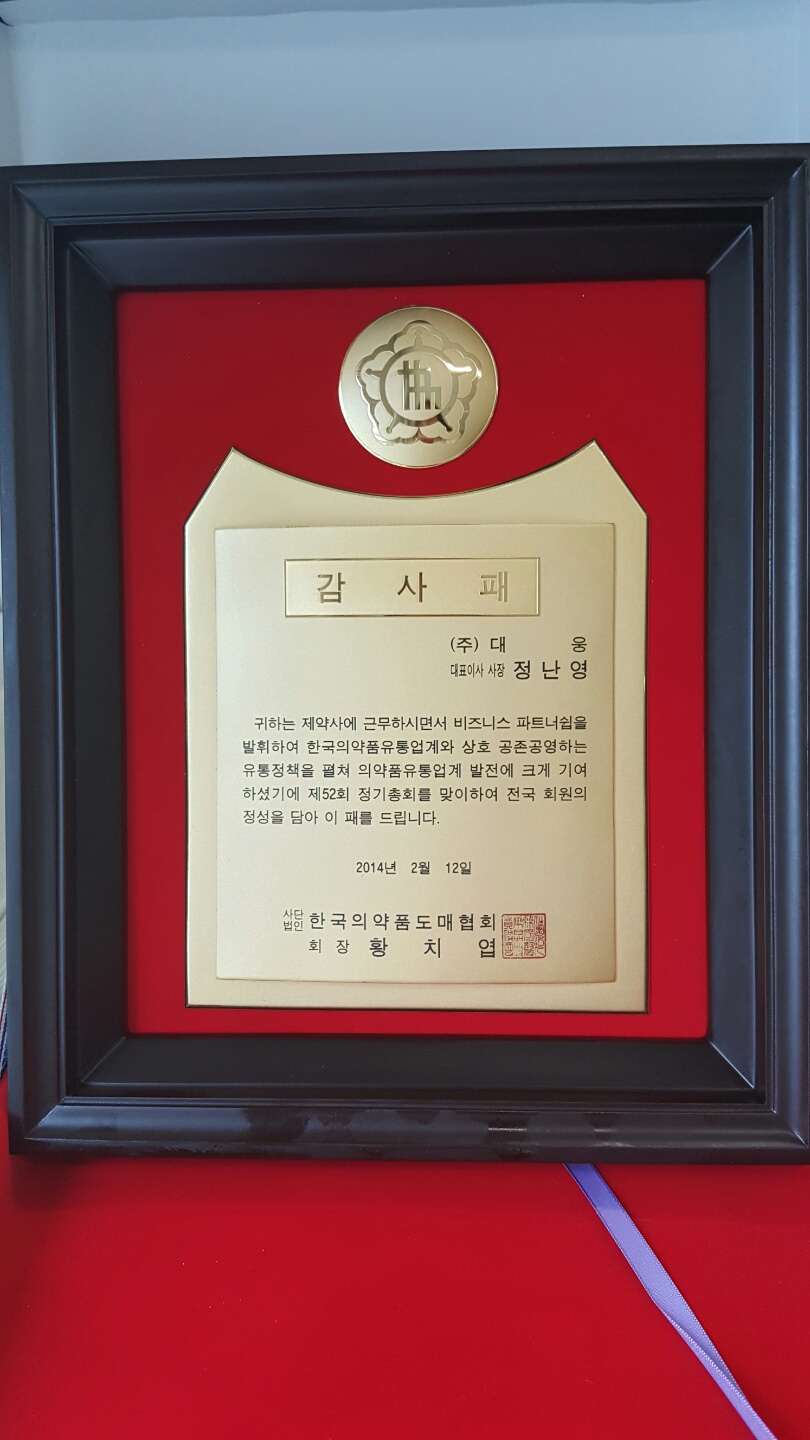 감 사 패
(주) 대 웅
대표이사 사장 정 난 영
귀하는 제약사에 근무하시면서 비즈니스 파트너쉽을
발휘하여 한국의약품유통업계와 상호 공존공영하는
유통정책을 펼쳐 의약품유통업계 발전에 크게 기여
하셨기에 제52회 정기총회를 맞이하여 전국 회원의
정성을 담아 이 패를 드립니다.
2014년 2월 12일
사단법인 한국의약품도매협회
회 장 황 치 엽